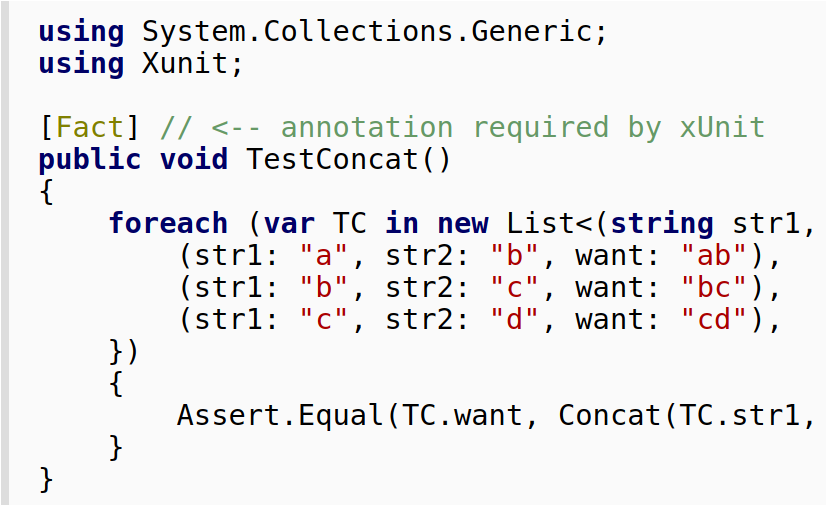 using System.Collections.Generic;
using Xunit;

[Fact] // <-- annotation required by xUnit
public void TestConcat()
{
    foreach (var TC in new List<(string str1,
        (str1: "a", str2: "b", want: "ab"),
        (str1: "b", str2: "c", want: "bc"),
        (str1: "c", str2: "d", want: "cd"),
    })
    {
        Assert.Equal(TC.want, Concat(TC.str1,
    }
}